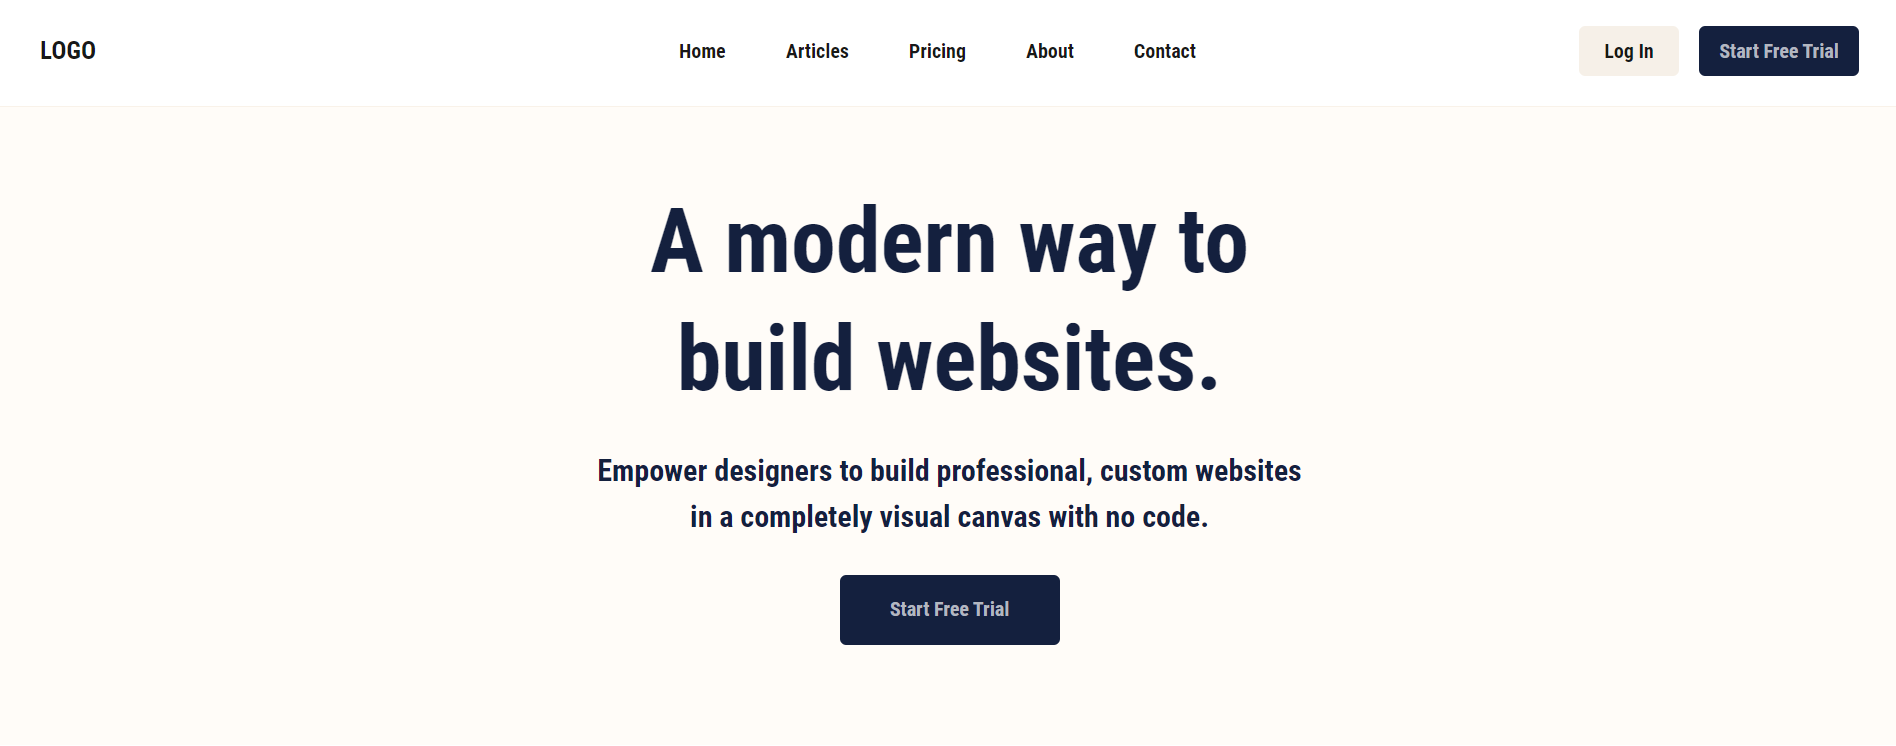 LOGO
Home Articles Pricing About Contact
Log In Start Free Trial
A modern way to
build websites.
Empower designers to build professional, custom websites
in a completely visual canvas with no code.
Start Free Trial